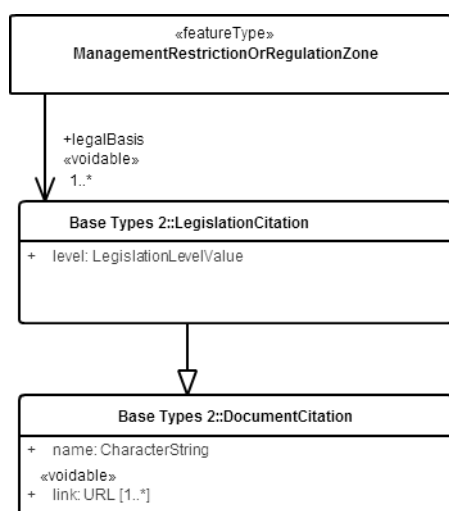 «featureType»
ManagementRestrictionOrRegulationZone
+legalBasis
«voidable»
1..*
Base Types 2::LegislationCitation
+ level: LegislationLevelValue
Base Types 2::DocumentCitation
+ name: CharacterString
«voidable»
+ link: URL [1..*]